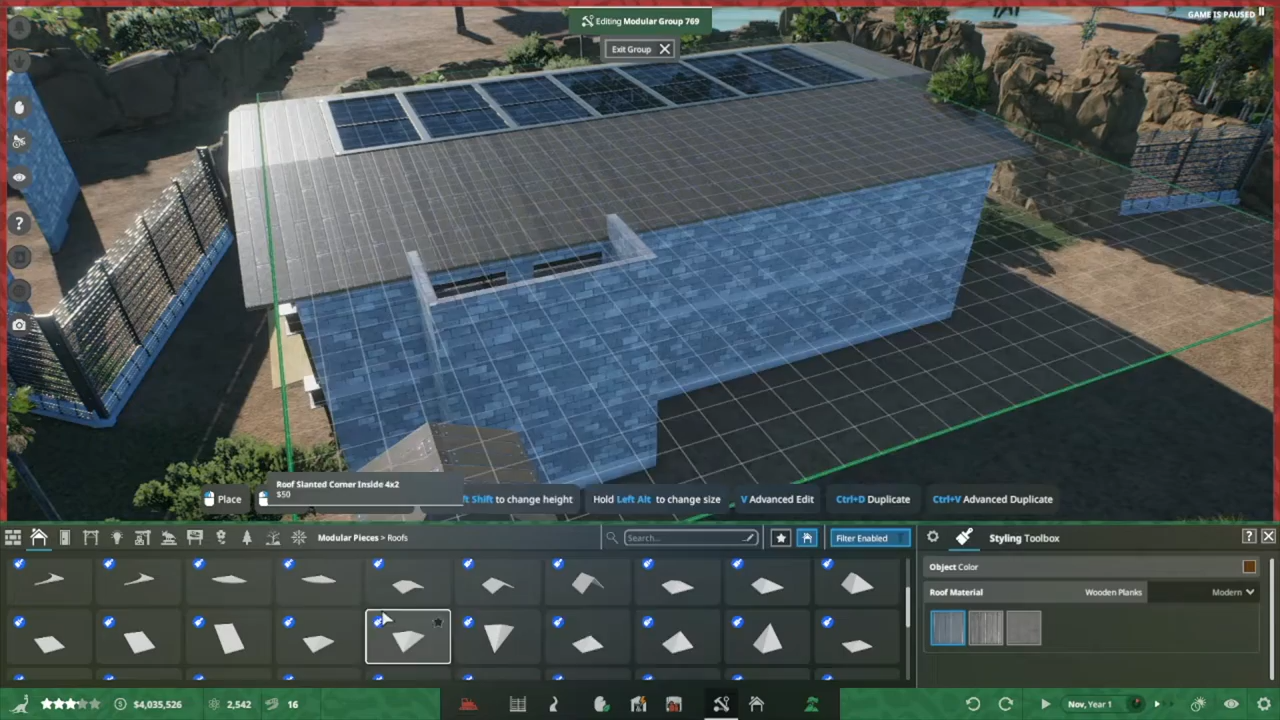 Editing Modular Group 769
GAME IS PAUSED
Exit Group
Roof Slanted Corner Inside 4x2
$50
Place
ft Shift to change height
Hold Left Alt to change size
V Advanced Edit
Ctrl+D Duplicate
Ctrl+V Advanced Duplicate
Modular Pieces > Roofs
Search...
Filter Enabled
Styling Toolbox
Object Color
Roof Material
Wooden Planks
Modern
$4,035,526
2,542
16
Nov, Year 1